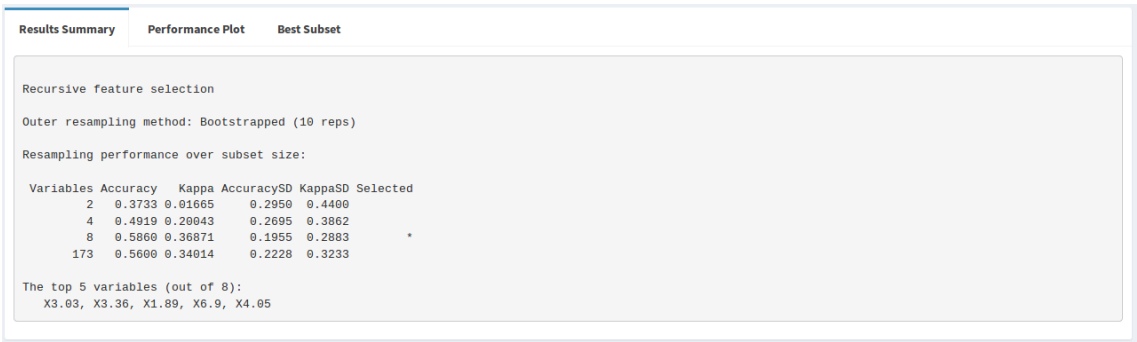 Results Summary Performance Plot Best Subset
Recursive feature selection
Outer resampling method: Bootstrapped (10 reps)
Resampling performance over subset size:
Variables Accuracy Kappa AccuracySD KappaSD Selected
2 0.3733 0.01665 0.2950 0.4400
4 0.4919 0.20043 0.2695 0.3862
8 0.5860 0.36871 0.1955 0.2883 *
173 0.5600 0.34014 0.2228 0.3233
The top 5 variables (out of 8):
X3.03, X3.36, X1.89, X6.9, X4.05